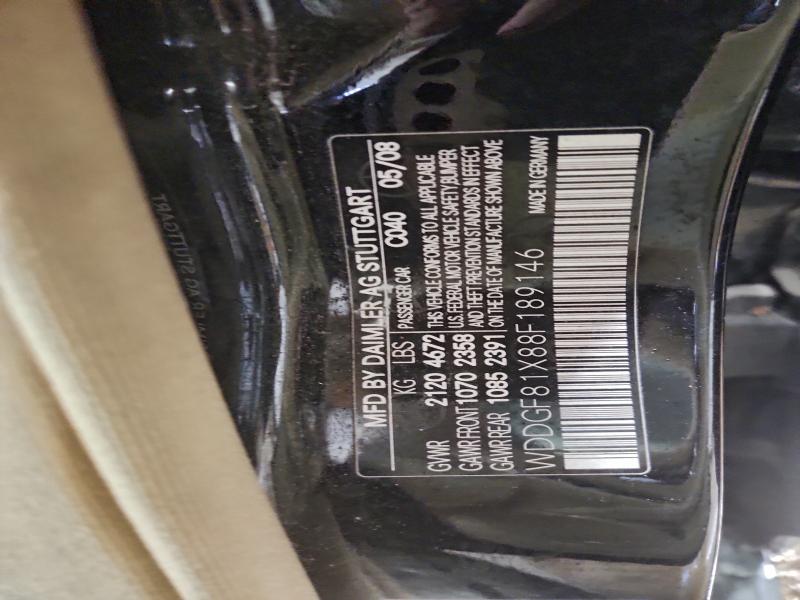 MFD BY DAIMLER AG STUTTGART
KG LBS PASSENGER CAR C040 05/08
GVWR 2120 4672 THIS VEHICLE CONFORMS TO ALL APPLICABLE
GAWR FRONT 1070 2358 U.S. FEDERAL MOTOR VEHICLE SAFETY, BUMPER
GAWR REAR 1085 2391 AND THEFT PREVENTION STANDARDS IN EFFECT
ON THE DATE OF MANUFACTURE SHOWN ABOVE
WDDGF81X88F189146 MADE IN GERMANY